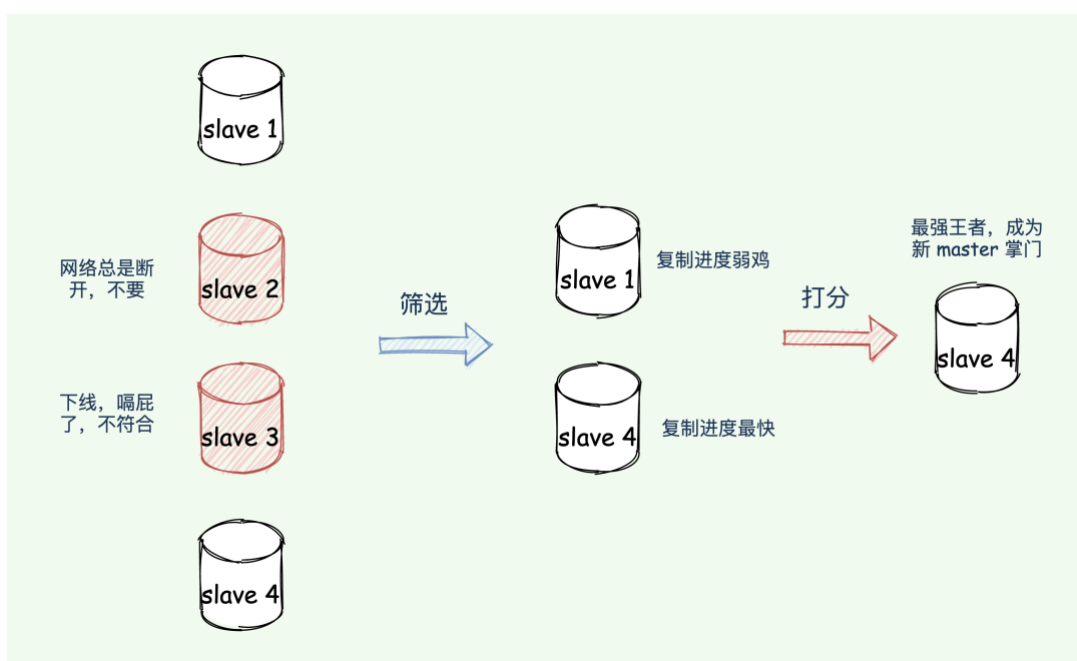 slave 1
网络总是断
开，不要
slave 2
下线，嗝屁
了，不符合
slave 3
slave 4
筛选
slave 1
复制进度弱鸡
slave 4
复制进度最快
打分
最强王者，成为
新 master 掌门
slave 4